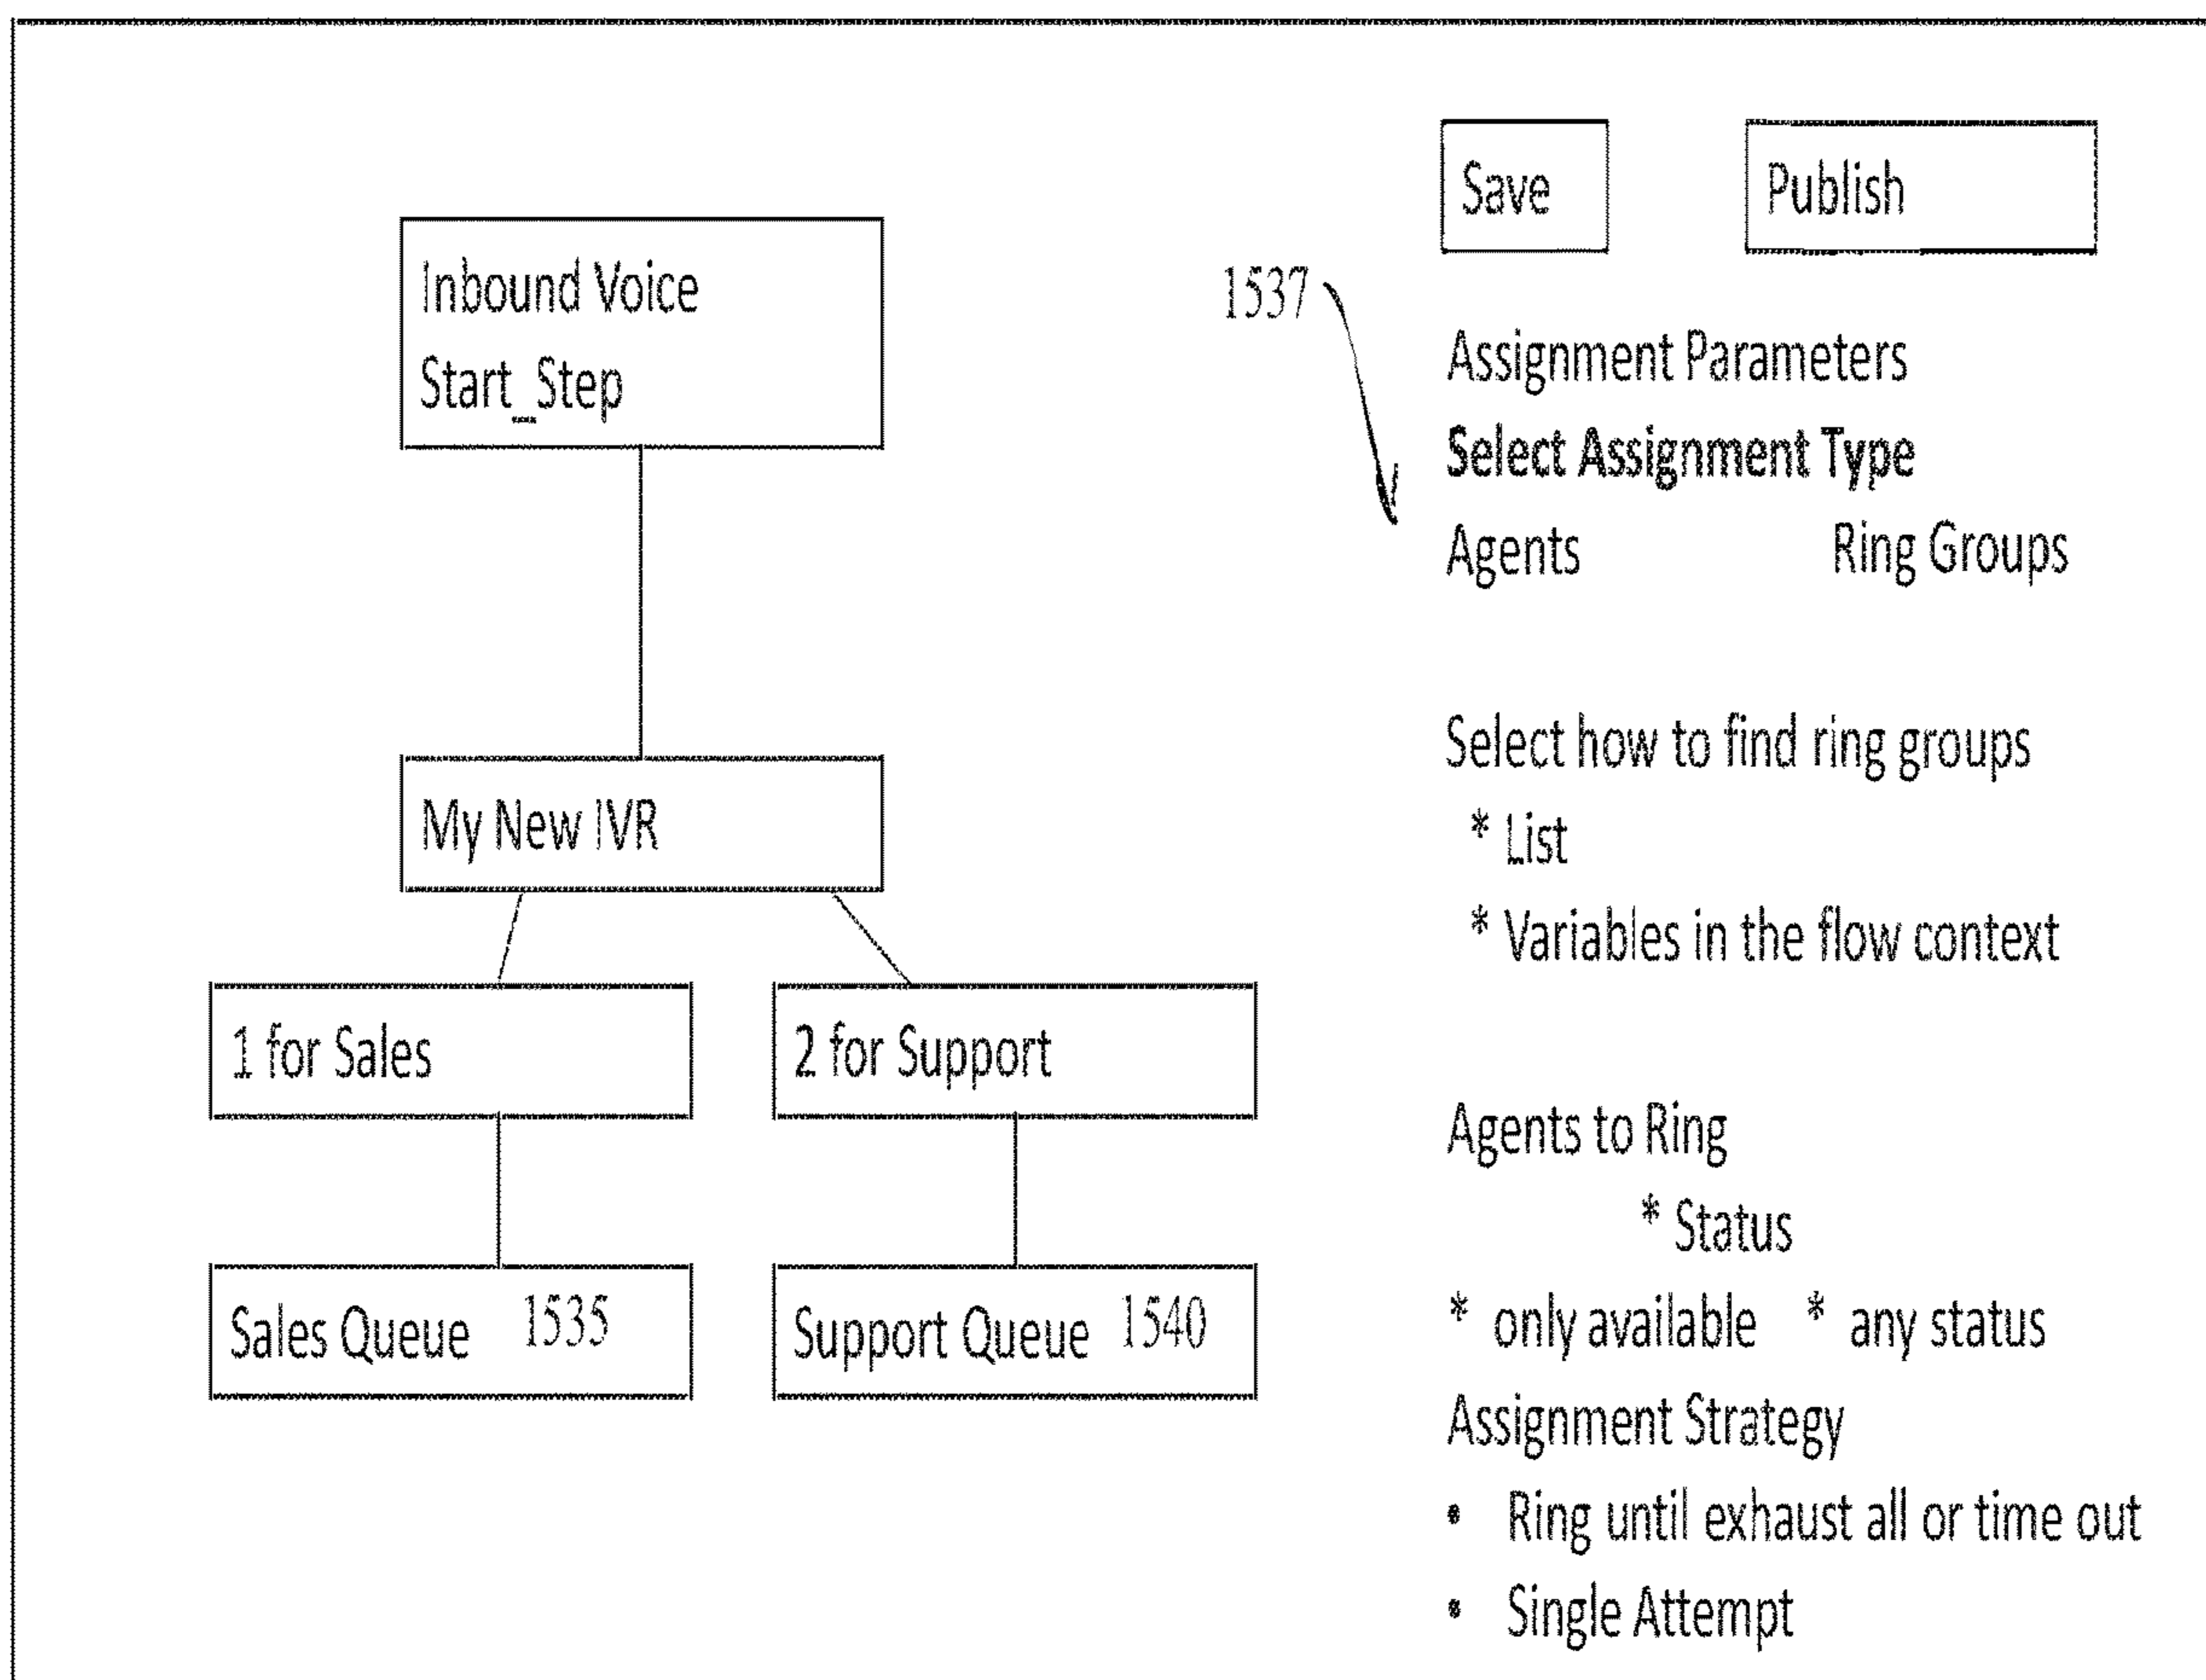 Save
Publish
Inbound Voice
Start_Step
1537
Assignment Parameters
Select Assignment Type
Agents Ring Groups
Select how to find ring groups
* List
* Variables in the flow context
My New IVR
1 for Sales
2 for Support
Sales Queue 1535
Support Queue 1540
Agents to Ring
* Status
* only available * any status
Assignment Strategy
• Ring until exhaust all or time out
• Single Attempt